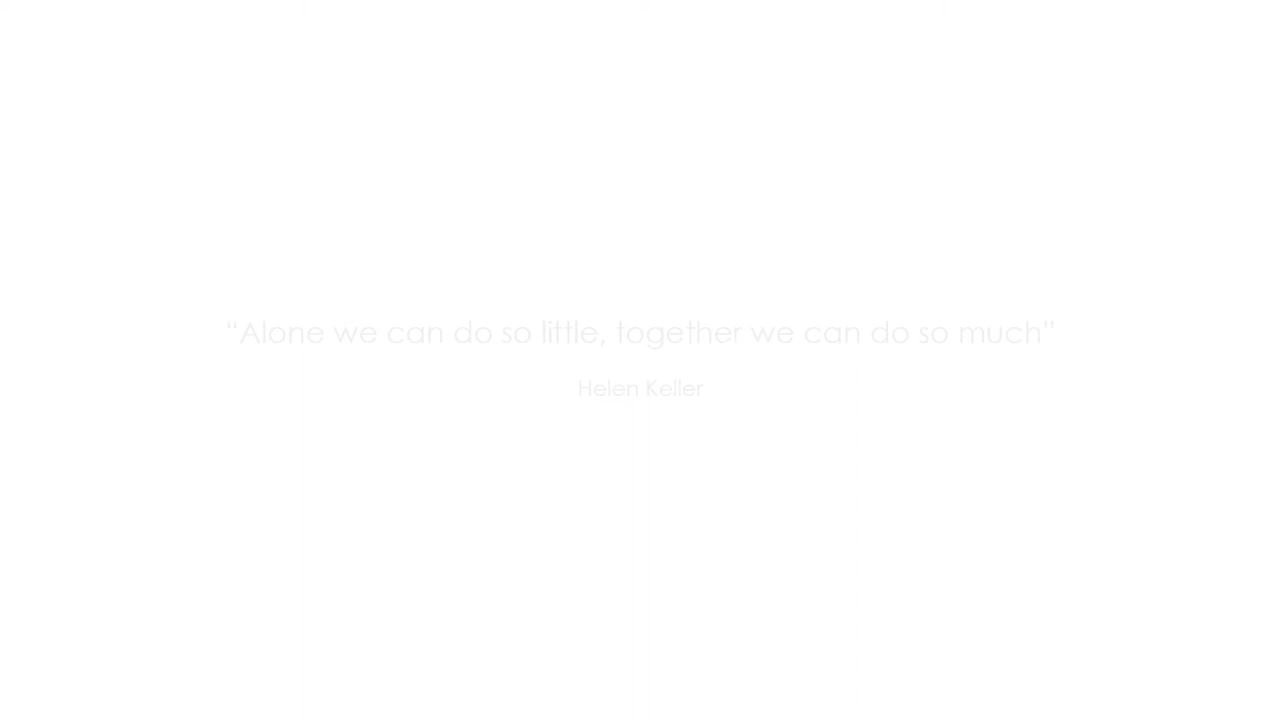 “Alone we can do so little, together we can do so much”
Helen Keller